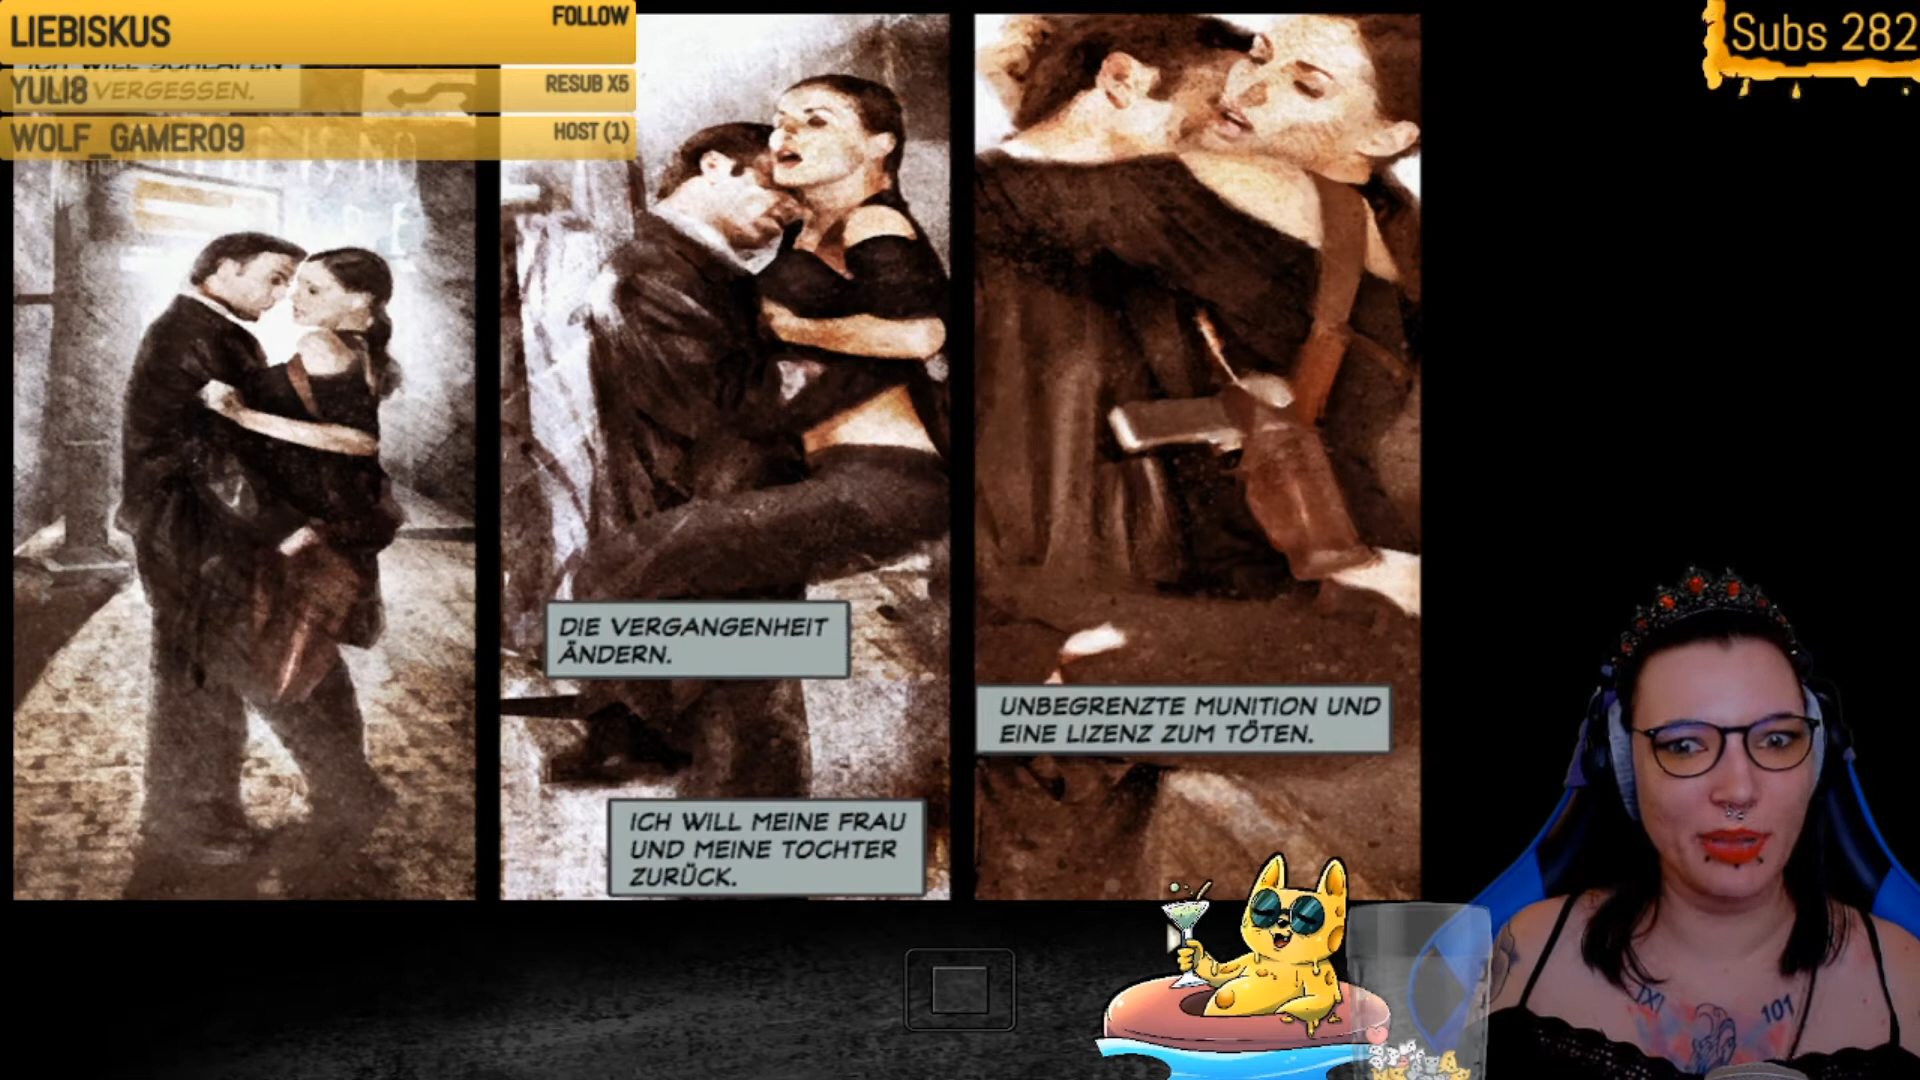 LIEBISKUS
FOLLOW
VERGESSEN.
YULI8
RESUB X5
WOLF_GAMER09
HOST (1)
Subs 282
DIE VERGANGENHEIT
ÄNDERN.
ICH WILL MEINE FRAU
UND MEINE TOCHTER
ZURÜCK.
UNBEGRENZTE MUNITION UND
EINE LIZENZ ZUM TÖTEN.
101